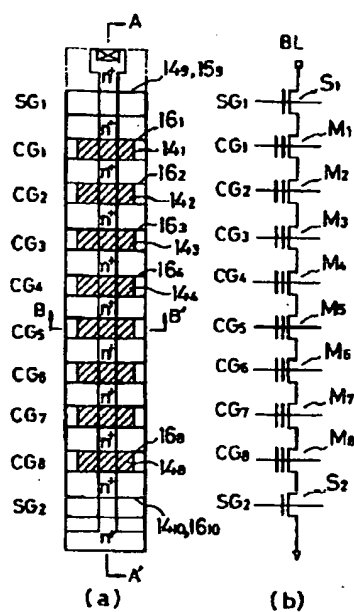 A
14₉,15₉
n⁺
SG₁
n⁺
16₁
CG₁
14₁
n⁺
16₂
CG₂
14₂
n⁺
16₃
CG₃
14₃
n⁺
16₄
CG₄
14₄
B
n⁺
B'
CG₅
n⁺
CG₆
n⁺
CG₇
n⁺
16₈
CG₈
14₈
n⁺
SG₂
14₁₀,16₁₀
n⁺
A'
(a)
BL
S₁
SG₁
M₁
CG₁
M₂
CG₂
M₃
CG₃
M₄
CG₄
M₅
CG₅
M₆
CG₆
M₇
CG₇
M₈
CG₈
S₂
SG₂
(b)